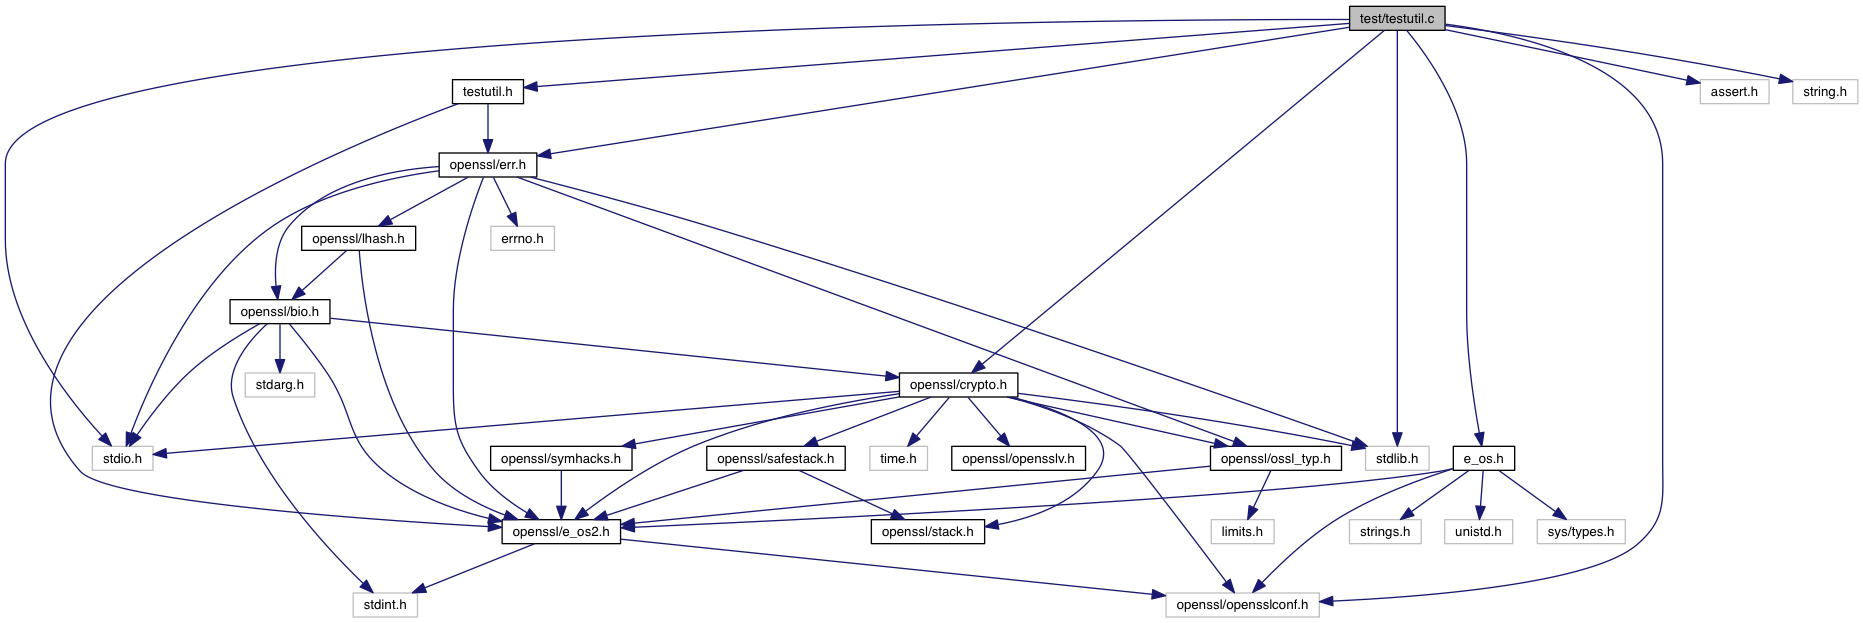 test/testutil.c
testutil.h
assert.h
string.h
openssl/err.h
openssl/lhash.h
errno.h
openssl/bio.h
stdarg.h
openssl/crypto.h
stdio.h
openssl/symhacks.h
openssl/safestack.h
time.h
openssl/opensslv.h
openssl/ossl_typ.h
stdlib.h
e_os.h
openssl/e_os2.h
openssl/stack.h
limits.h
strings.h
unistd.h
sys/types.h
stdint.h
openssl/opensslconf.h